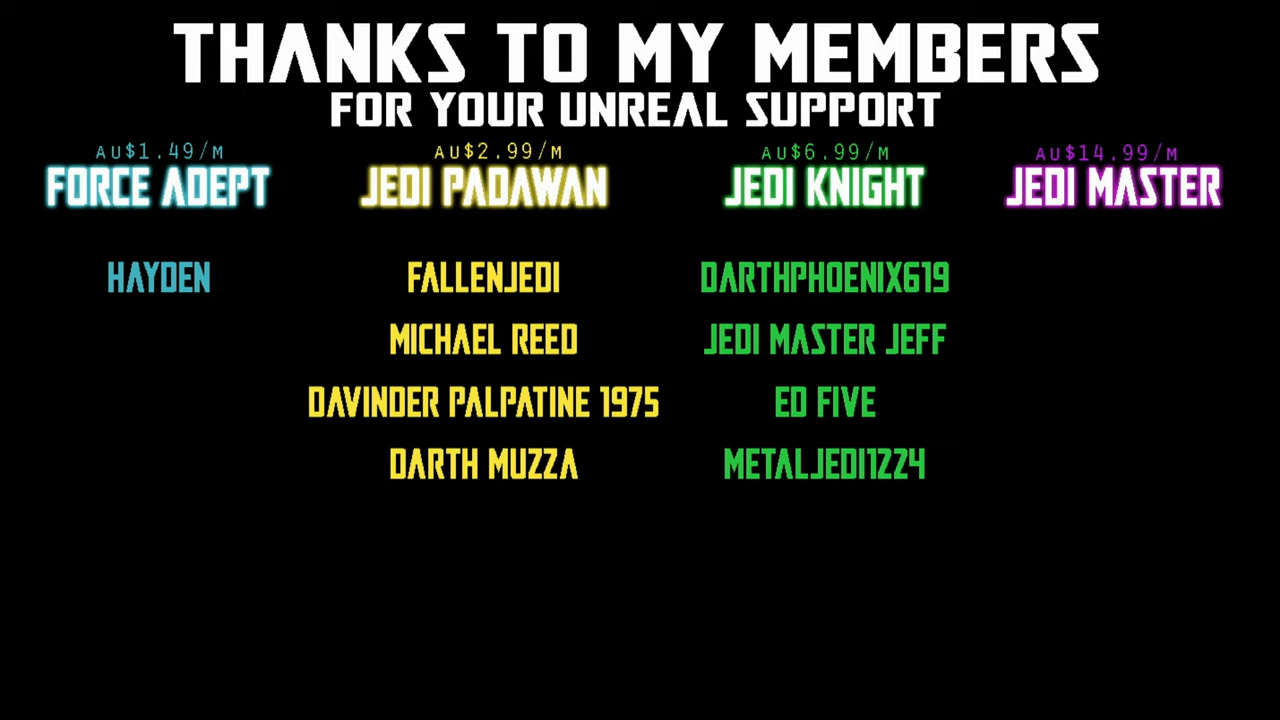 THANKS TO MY MEMBERS
FOR YOUR UNREAL SUPPORT
AU$1.49/M
FORCE ADEPT
HAYDEN
AU$2.99/M
JEDI PADAWAN
FALLENJEDI
MICHAEL REED
DAVINDER PALPATINE 1975
DARTH MUZZA
AU$6.99/M
JEDI KNIGHT
DARTHPHOENIX619
JEDI MASTER JEFF
ED FIVE
METALJEDI1224
AU$14.99/M
JEDI MASTER